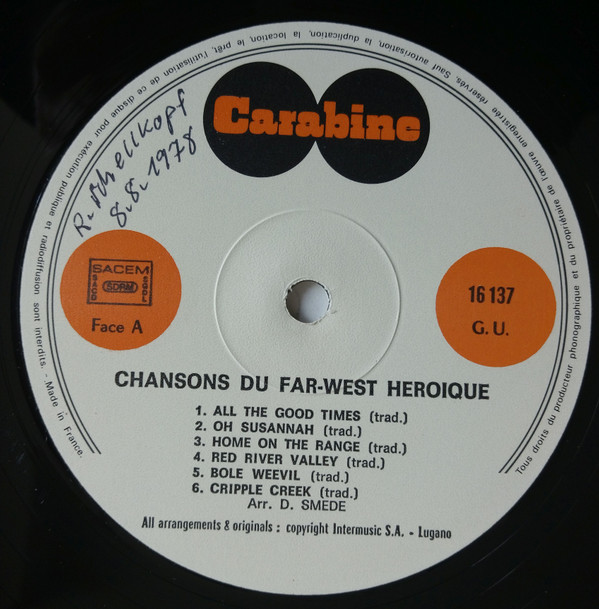 Tous droits du producteur phonographique et du propriétaire de l'œuvre enregistrée réservés. Sauf autorisation, la duplication, la location, le prêt, l'utilisation de ce disque pour exécution publique et radiodiffusion sont interdits. - Made in France.
Carabine
R. Schellkopf
8.8.1978
SACEM
SACD
SDRM
SGDL
Face A
16 137
G. U.
CHANSONS DU FAR-WEST HEROIQUE
1. ALL THE GOOD TIMES (trad.)
2. OH SUSANNAH (trad.)
3. HOME ON THE RANGE (trad.)
4. RED RIVER VALLEY (trad.)
5. BOLE WEEVIL (trad.)
6. CRIPPLE CREEK (trad.)
Arr. D. SMEDE
All arrangements & originals : copyright Intermusic S.A. - Lugano